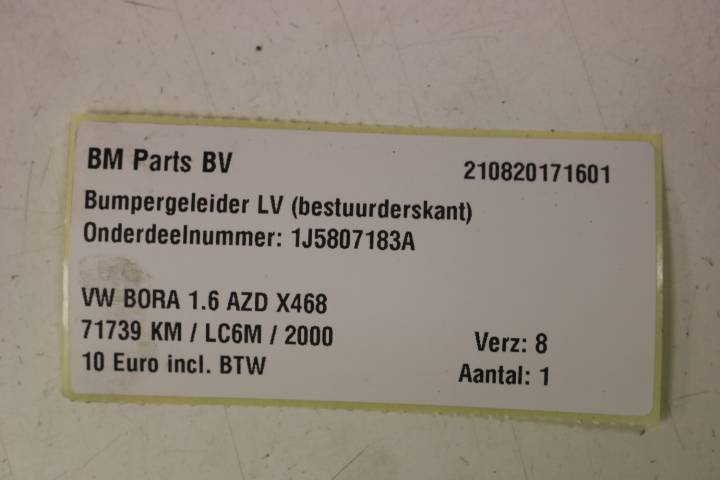 BM Parts BV 210820171601
Bumpergeleider LV (bestuurderskant)
Onderdeelnummer: 1J5807183A
VW BORA 1.6 AZD X468
71739 KM / LC6M / 2000 Verz: 8
10 Euro incl. BTW Aantal: 1